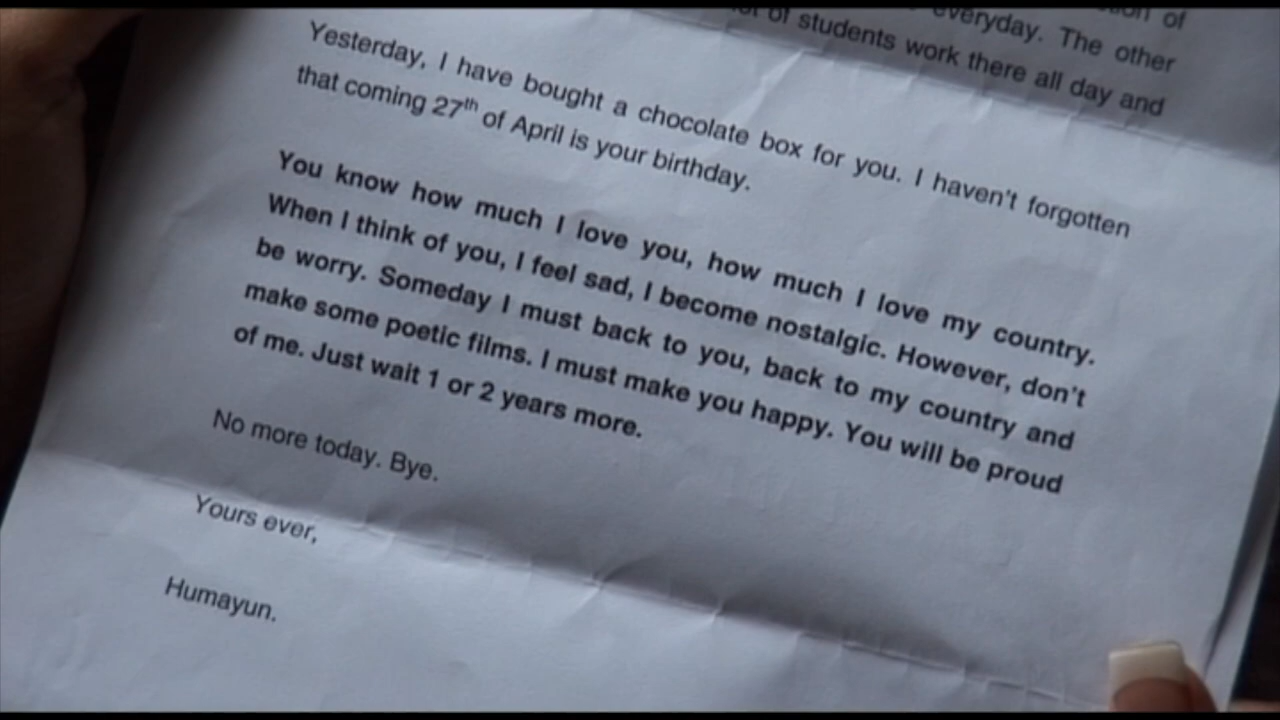 of
everyday. The other
of students work there all day and
Yesterday, I have bought a chocolate box for you. I haven't forgotten
that coming 27th of April is your birthday.
You know how much I love you, how much I love my country.
When I think of you, I feel sad, I become nostalgic. However, don't
be worry. Someday I must back to you, back to my country and
make some poetic films. I must make you happy. You will be proud
of me. Just wait 1 or 2 years more.
No more today. Bye.
Yours ever,
Humayun.